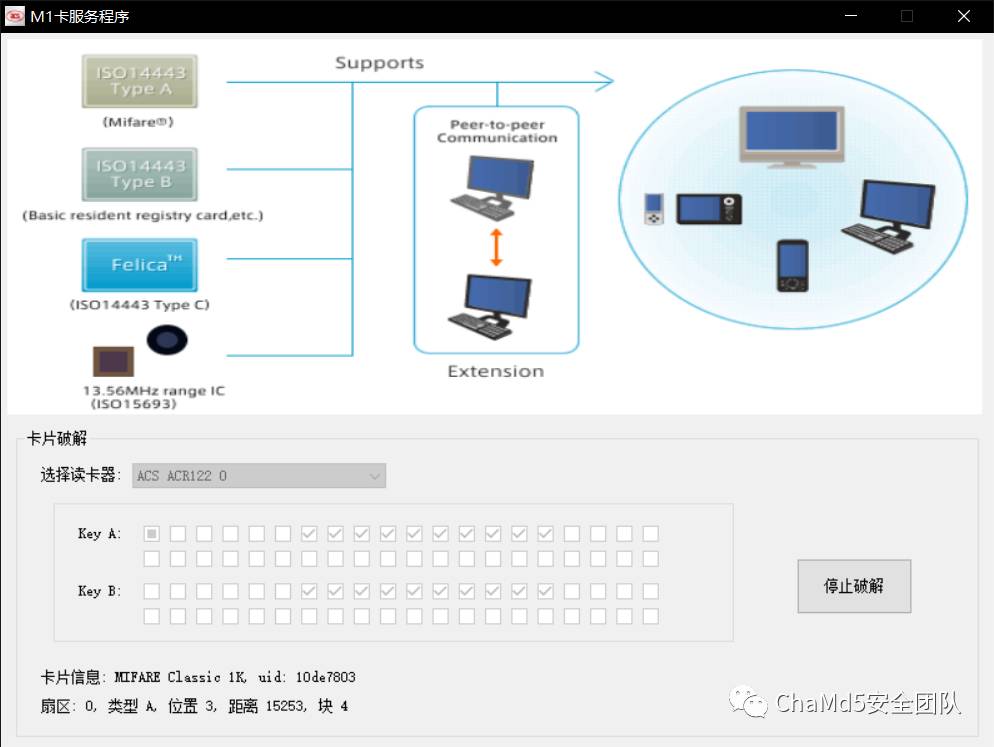 M1卡服务程序
ISO14443
Type A
(Mifare®)
Supports
Peer-to-peer
Communication
ISO14443
Type B
(Basic resident registry card,etc.)
Felica™
(ISO14443 Type C)
13.56MHz range IC
(ISO15693)
Extension
卡片破解
选择读卡器:
ACS ACR122 0
Key A:
Key B:
停止破解
卡片信息: MIFARE Classic 1K, uid: 10de7803
扇区: 0, 类型 A, 位置 3, 距离 15253, 块 4
ChaMd5安全团队